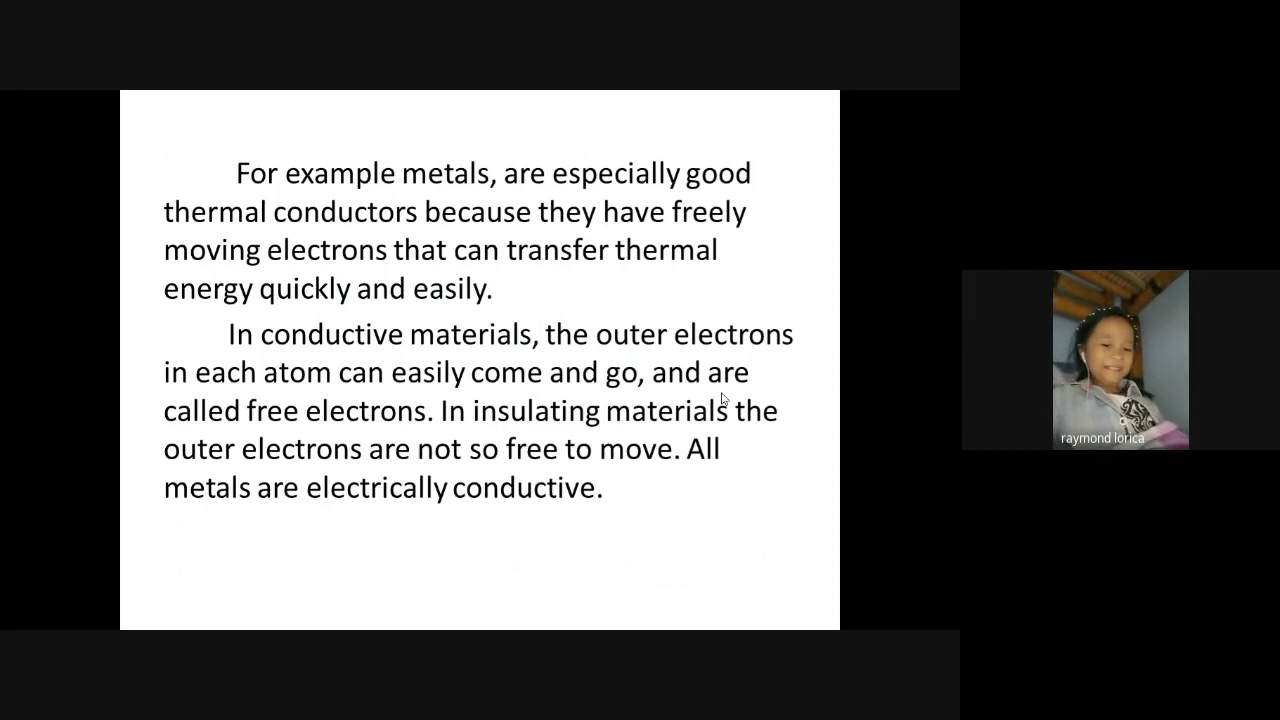 For example metals, are especially good
thermal conductors because they have freely
moving electrons that can transfer thermal
energy quickly and easily.
In conductive materials, the outer electrons
in each atom can easily come and go, and are
called free electrons. In insulating materials the
outer electrons are not so free to move. All
metals are electrically conductive.
raymond lorica